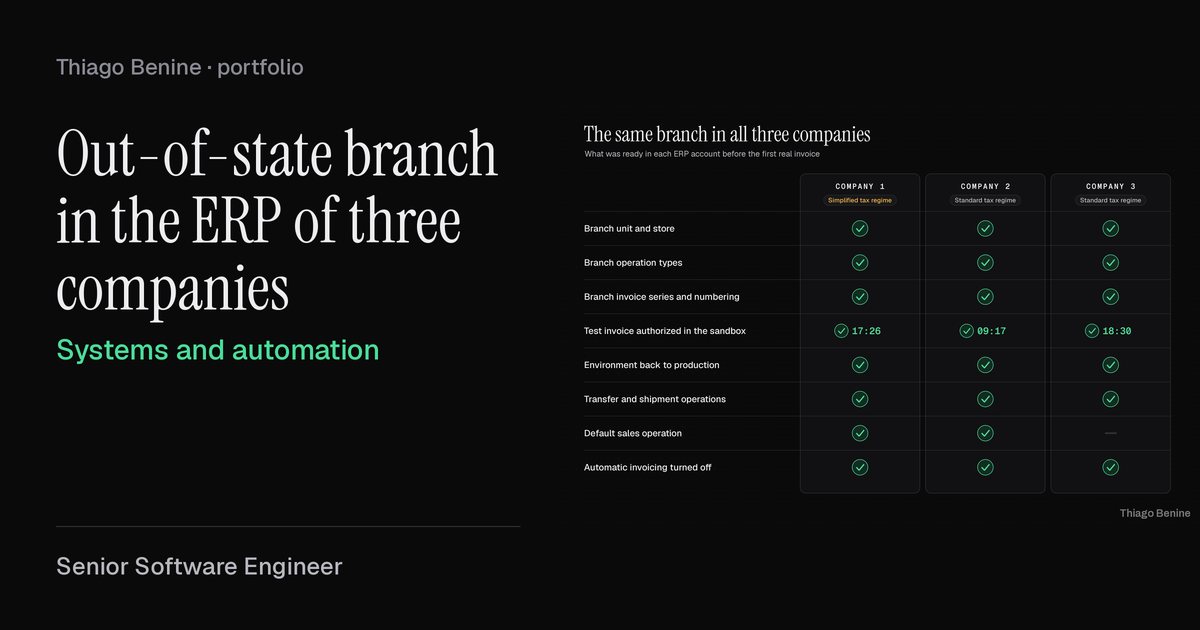 Thiago Benine · portfolio
Out-of-state branch
in the ERP of three
companies
Systems and automation
Senior Software Engineer
The same branch in all three companies
What was ready in each ERP account before the first real invoice
COMPANY 1 COMPANY 2 COMPANY 3
Simplified tax regime Standard tax regime Standard tax regime
Branch unit and store
Branch operation types
Branch invoice series and numbering
Test invoice authorized in the sandbox 17:26 09:17 18:30
Environment back to production
Transfer and shipment operations
Default sales operation —
Automatic invoicing turned off
Thiago Benine